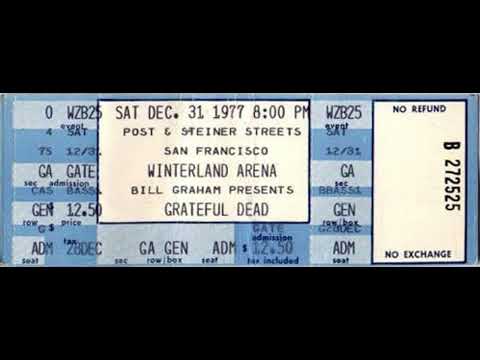 0 WZB25
event
4 SAT
75 12/31
GA GATE
sec admission
CAS BASS1
GEN $12.50
row price
G$ tax
ADM 28DEC
seat
SAT DEC. 31 1977 8:00 PM
POST & STEINER STREETS
SAN FRANCISCO
WINTERLAND ARENA
BILL GRAHAM PRESENTS
GRATEFUL DEAD
GATE
admission
GA GEN ADM $12.50
sec row/box seat tax included
WZB25
event
SAT
12/31
GA
sec
BBASS1
GEN
row/box
G28DEC
ADM
seat
NO REFUND
B 272525
NO EXCHANGE